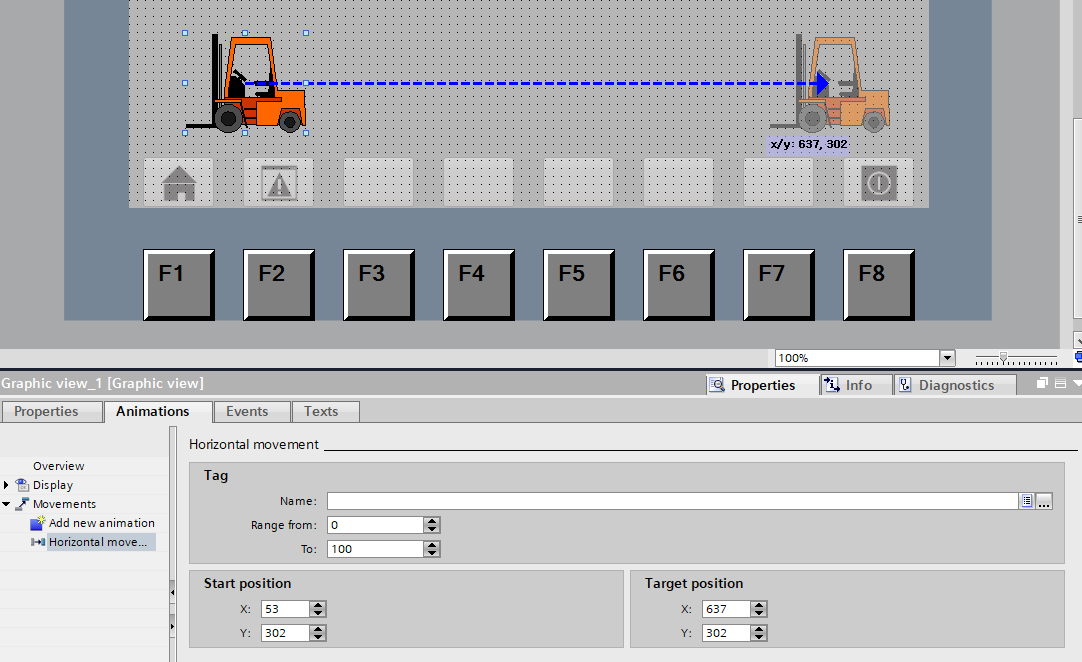 x/y: 637, 302
F1 F2 F3 F4 F5 F6 F7 F8
100%
Graphic view_1 [Graphic view] Properties Info Diagnostics
Properties Animations Events Texts
Horizontal movement
Overview
Display
Movements
Add new animation
Horizontal move...
Tag
Name: ...
Range from: 0
To: 100
Start position
X: 53
Y: 302
Target position
X: 637
Y: 302